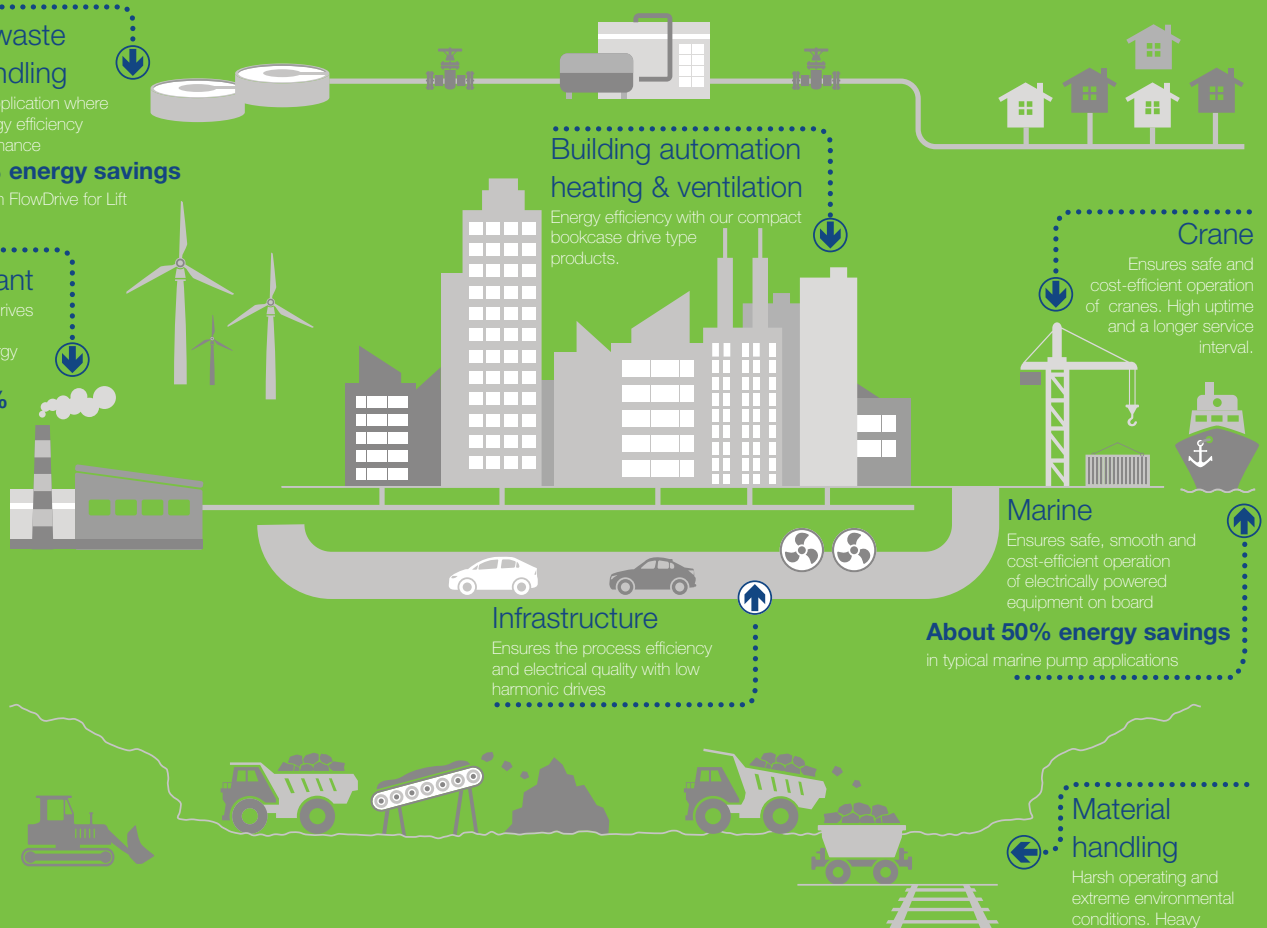 waste
ndling
plication where
gy efficiency
nance
energy savings
n FlowDrive for Lift
ant
rives
rgy
%
Building automation
heating & ventilation
Energy efficiency with our compact
bookcase drive type
products.
Crane
Ensures safe and
cost-efficient operation
of cranes. High uptime
and a longer service
interval.
Marine
Ensures safe, smooth and
cost-efficient operation
of electrically powered
equipment on board
About 50% energy savings
in typical marine pump applications
Infrastructure
Ensures the process efficiency
and electrical quality with low
harmonic drives
Material
handling
Harsh operating and
extreme environmental
conditions. Heavy